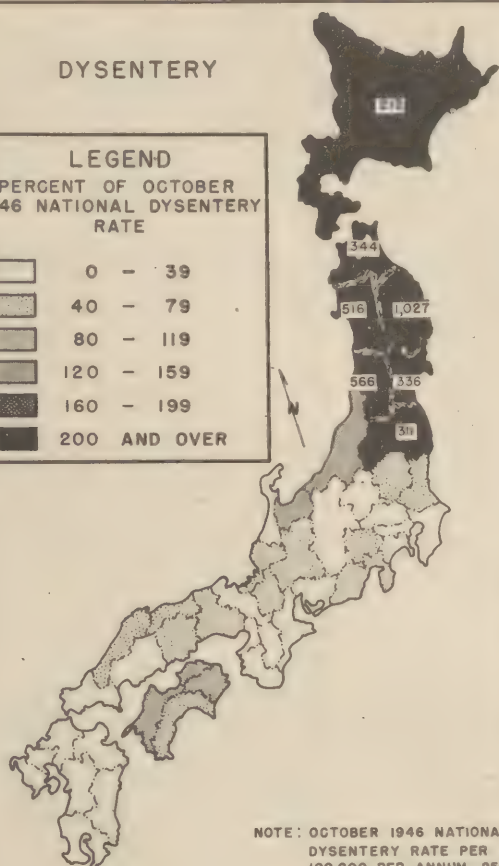 DYSENTERY
LEGEND
PERCENT OF OCTOBER
46 NATIONAL DYSENTERY
RATE
0 - 39
40 - 79
80 - 119
120 - 159
160 - 199
200 AND OVER
344
516 1,027
566 336
311
N
NOTE: OCTOBER 1946 NATIONA
DYSENTERY RATE PER